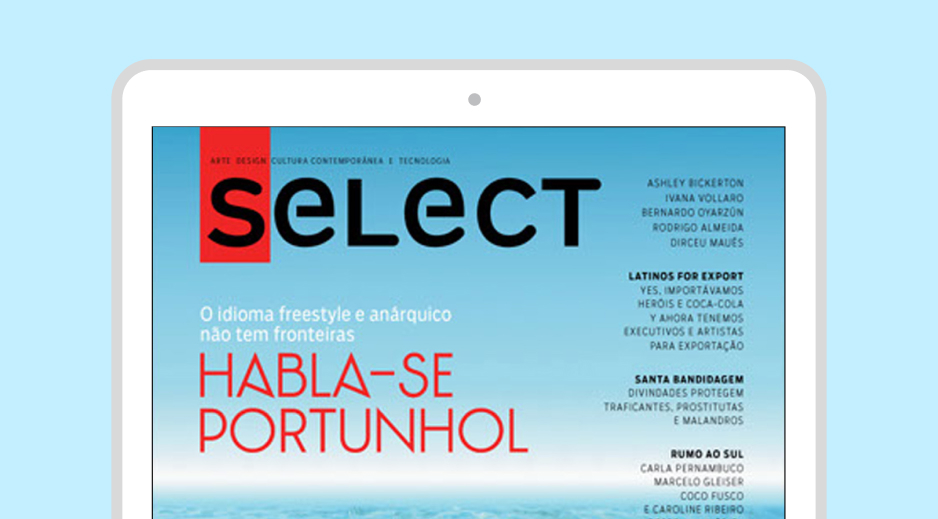 ARTE DESIGN CULTURA CONTEMPORÂNEA E TECNOLOGIA
SELECT
O idioma freestyle e anárquico
não tem fronteiras
HABLA-SE
PORTUNHOL
ASHLEY BICKERTON
IVANA VOLLARO
BERNARDO OYARZÚN
RODRIGO ALMEIDA
DIRCEU MAUÉS
LATINOS FOR EXPORT
YES, IMPORTÁVAMOS
HERÓIS E COCA-COLA
Y AHORA TENEMOS
EXECUTIVOS E ARTISTAS
PARA EXPORTAÇÃO
SANTA BANDIDAGEM
DIVINDADES PROTEGEM
TRAFICANTES, PROSTITUTAS
E MALANDROS
RUMO AO SUL
CARLA PERNAMBUCO
MARCELO GLEISER
COCO FUSCO
E CAROLINE RIBEIRO